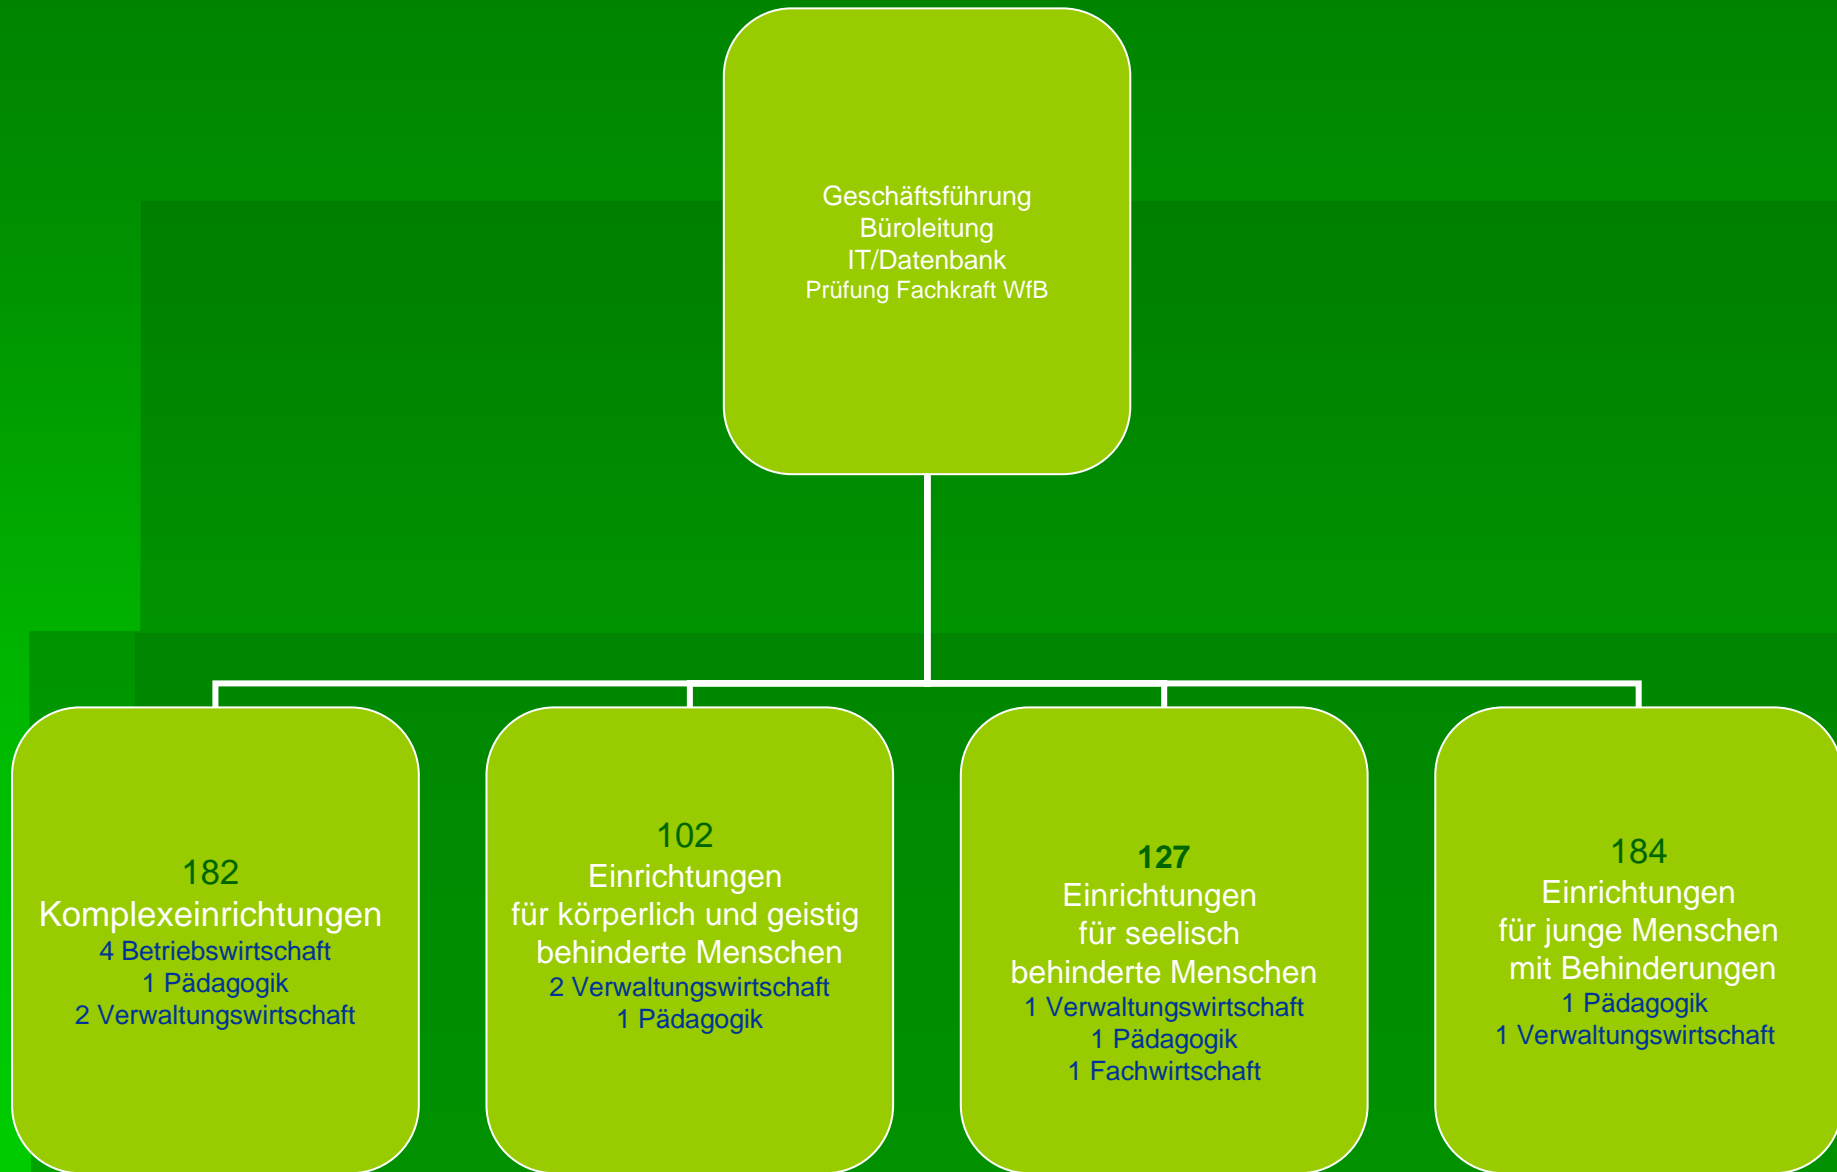 Geschäftsführung
Büroleitung
IT/Datenbank
Prüfung Fachkraft WfB
182
Komplexeinrichtungen
4 Betriebswirtschaft
1 Pädagogik
2 Verwaltungswirtschaft
102
Einrichtungen
für körperlich und geistig
behinderte Menschen
2 Verwaltungswirtschaft
1 Pädagogik
127
Einrichtungen
für seelisch
behinderte Menschen
1 Verwaltungswirtschaft
1 Pädagogik
1 Fachwirtschaft
184
Einrichtungen
für junge Menschen
mit Behinderungen
1 Pädagogik
1 Verwaltungswirtschaft